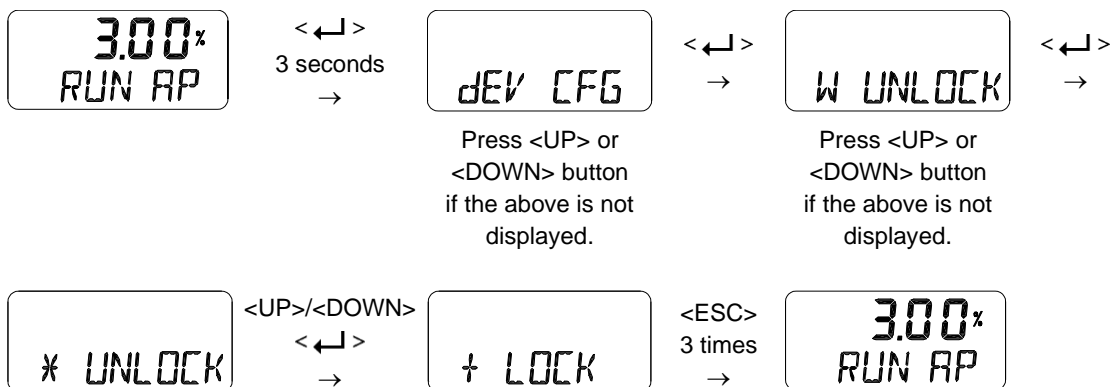 3.00%
RUN AP
< ↵ >
3 seconds
→
dEV CFG
Press <UP> or
<DOWN> button
if the above is not
displayed.
< ↵ >
→
W UNLOCK
Press <UP> or
<DOWN> button
if the above is not
displayed.
< ↵ >
→
* UNLOCK
<UP>/<DOWN>
< ↵ >
→
+ LOCK
<ESC>
3 times
→
3.00%
RUN AP